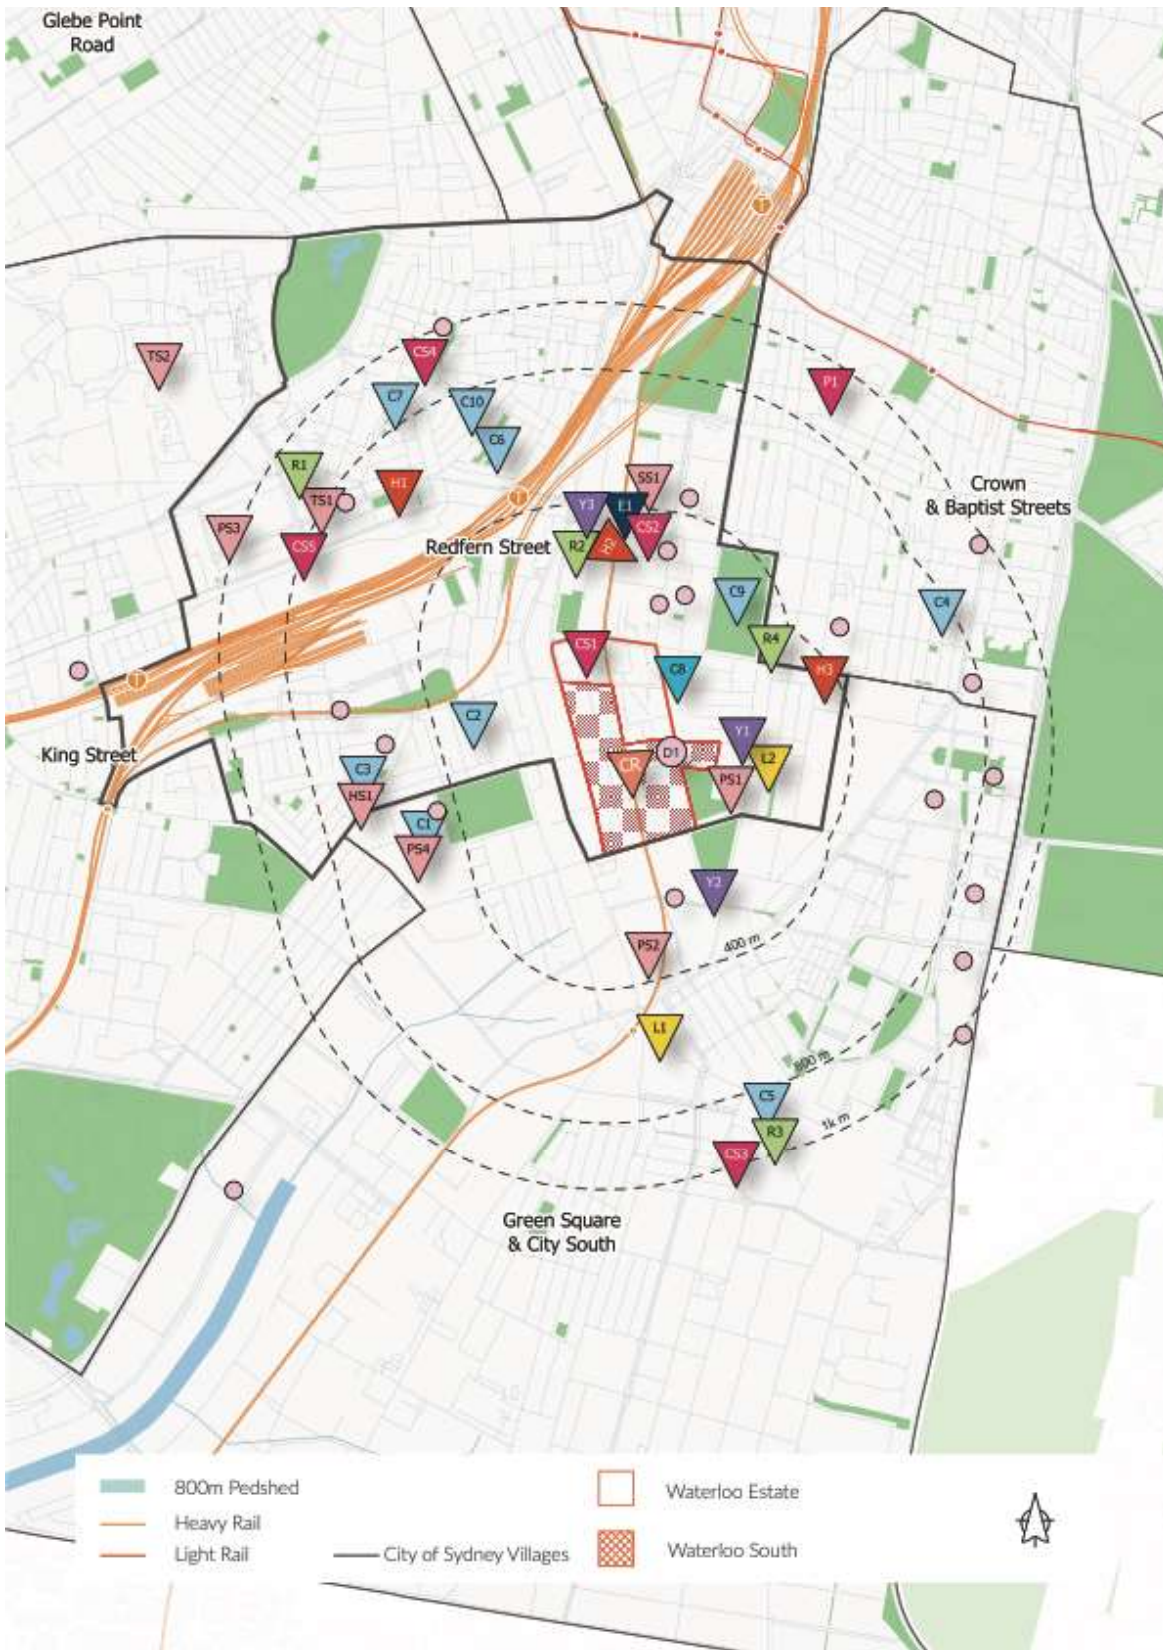 Glebe Point
Road
T
TS2
CS4
P1
C7
C10
C6
R1
H1
SS1
Crown
& Baptist Streets
TS1
T
Y3
E1
PS3
CS5
Redfern Street
R2
H2
CS2
C9
C4
CS1
R4
C8
H3
T
C2
King Street
C3
Y1
D1
CR
L2
HS1
PS1
C1
PS4
Y2
PS2
400 m
L1
800 m
C5
1k m
R3
CS3
Green Square
& City South
800m Pedshed
Waterloo Estate
Heavy Rail
Light Rail
City of Sydney Villages
Waterloo South